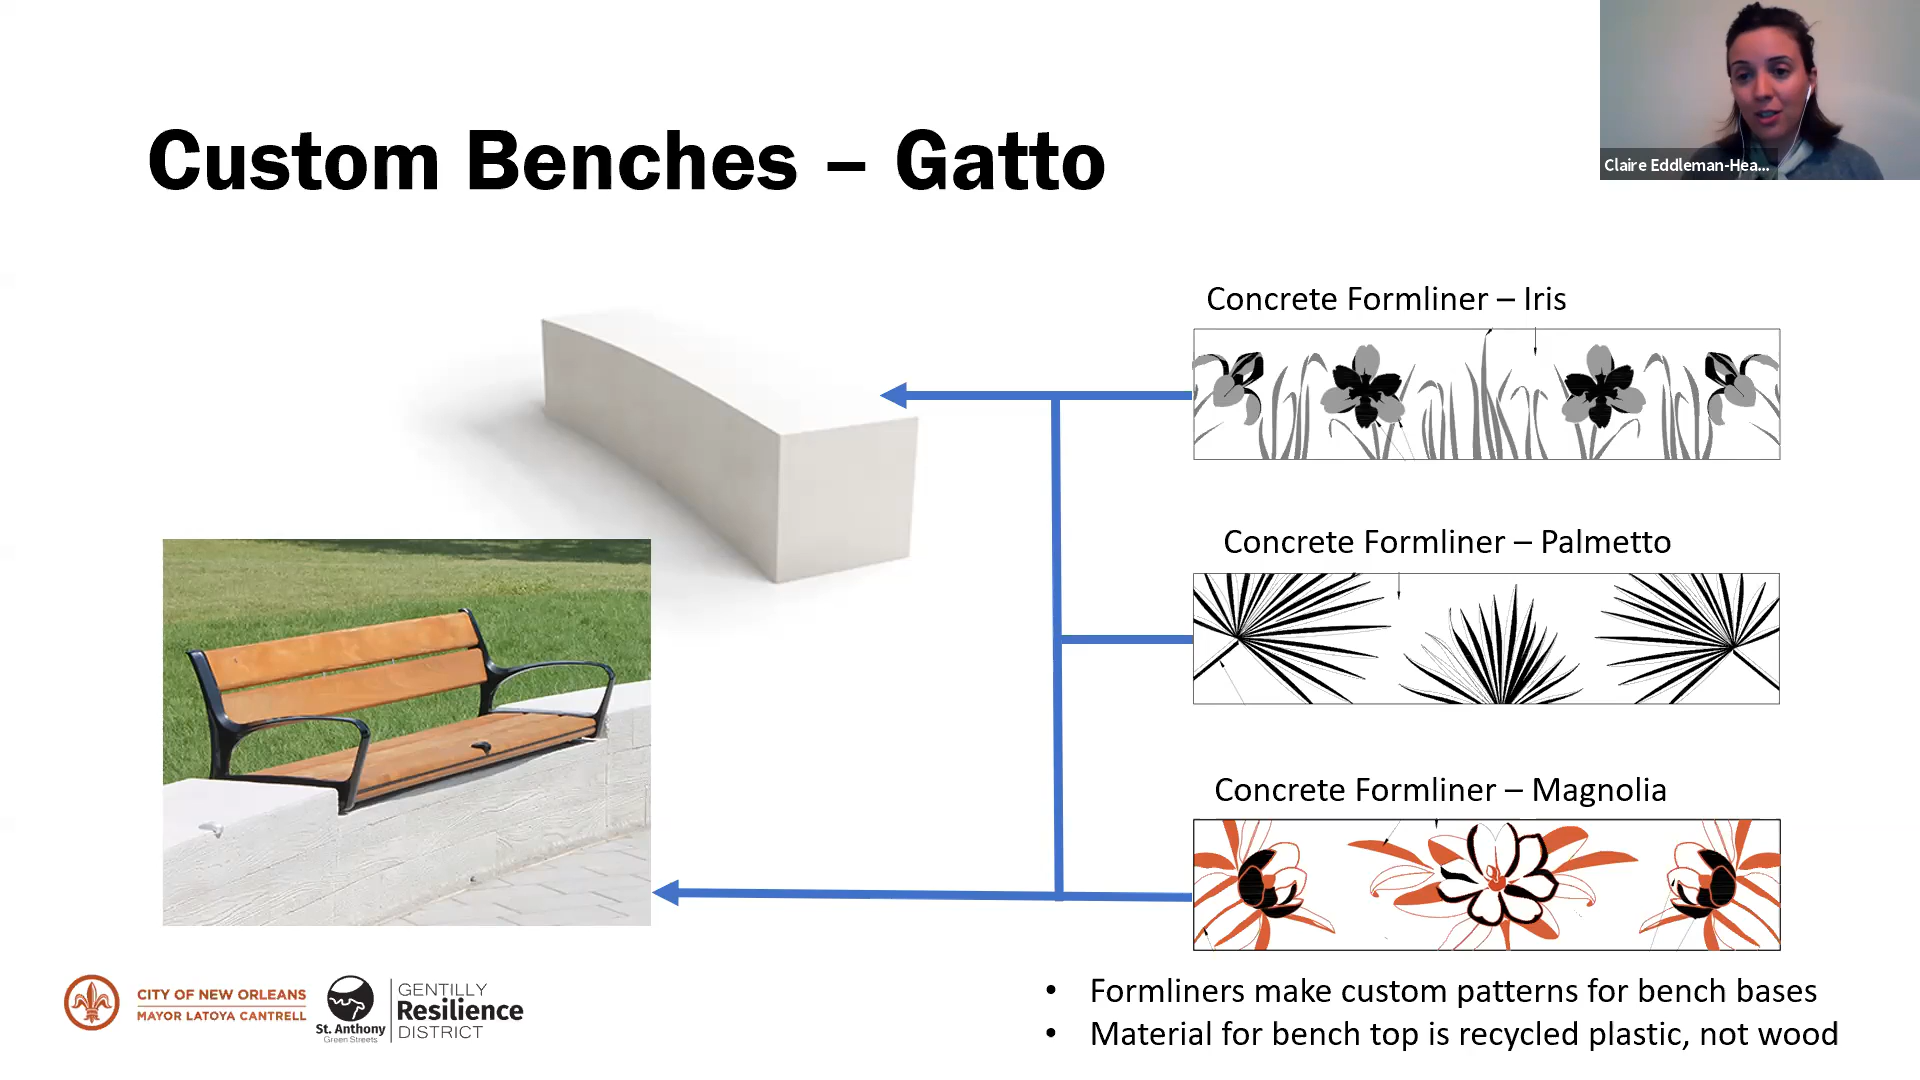 Custom Benches – Gatto
Claire Eddleman-Hea...
Concrete Formliner – Iris
Concrete Formliner – Palmetto
Concrete Formliner – Magnolia
• Formliners make custom patterns for bench bases
• Material for bench top is recycled plastic, not wood
CITY OF NEW ORLEANS
MAYOR LATOYA CANTRELL
St. Anthony
Green Streets
GENTILLY
Resilience
DISTRICT